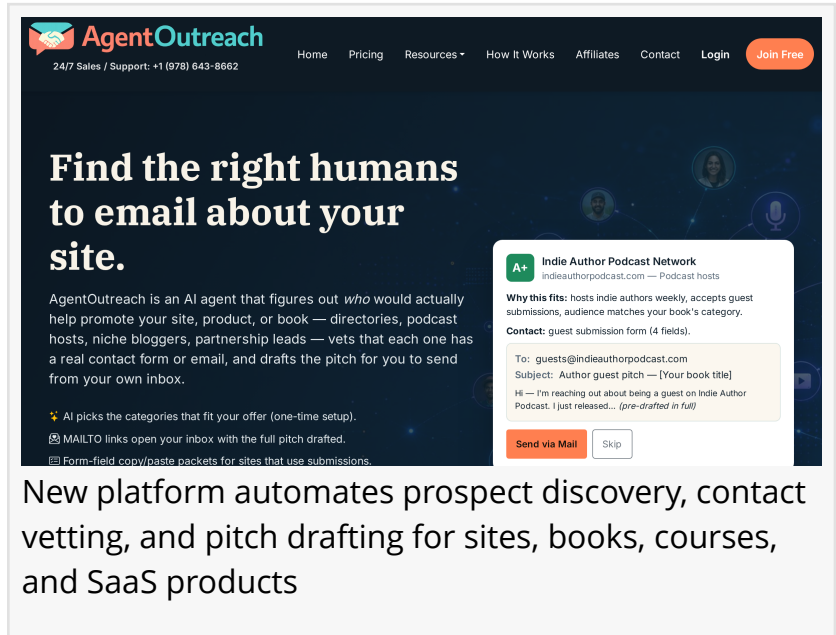 AgentOutreach
24/7 Sales / Support: +1 (978) 643-8662
Home
Pricing
Resources
How It Works
Affiliates
Contact
Login
Join Free
Find the right humans
to email about your
site.
AgentOutreach is an AI agent that figures out who would actually
help promote your site, product, or book — directories, podcast
hosts, niche bloggers, partnership leads — vets that each one has
a real contact form or email, and drafts the pitch for you to send
from your own inbox.
AI picks the categories that fit your offer (one-time setup).
MAILTO links open your inbox with the full pitch drafted.
Form-field copy/paste packets for sites that use submissions.
A+
Indie Author Podcast Network
indieauthorpodcast.com — Podcast hosts
Why this fits: hosts indie authors weekly, accepts guest
submissions, audience matches your book's category.
Contact: guest submission form (4 fields).
To: guests@indieauthorpodcast.com
Subject: Author guest pitch — [Your book title]
Hi — I'm reaching out about being a guest on Indie Author
Podcast. I just released... (pre-drafted in full)
Send via Mail
Skip
New platform automates prospect discovery, contact
vetting, and pitch drafting for sites, books, courses,
and SaaS products